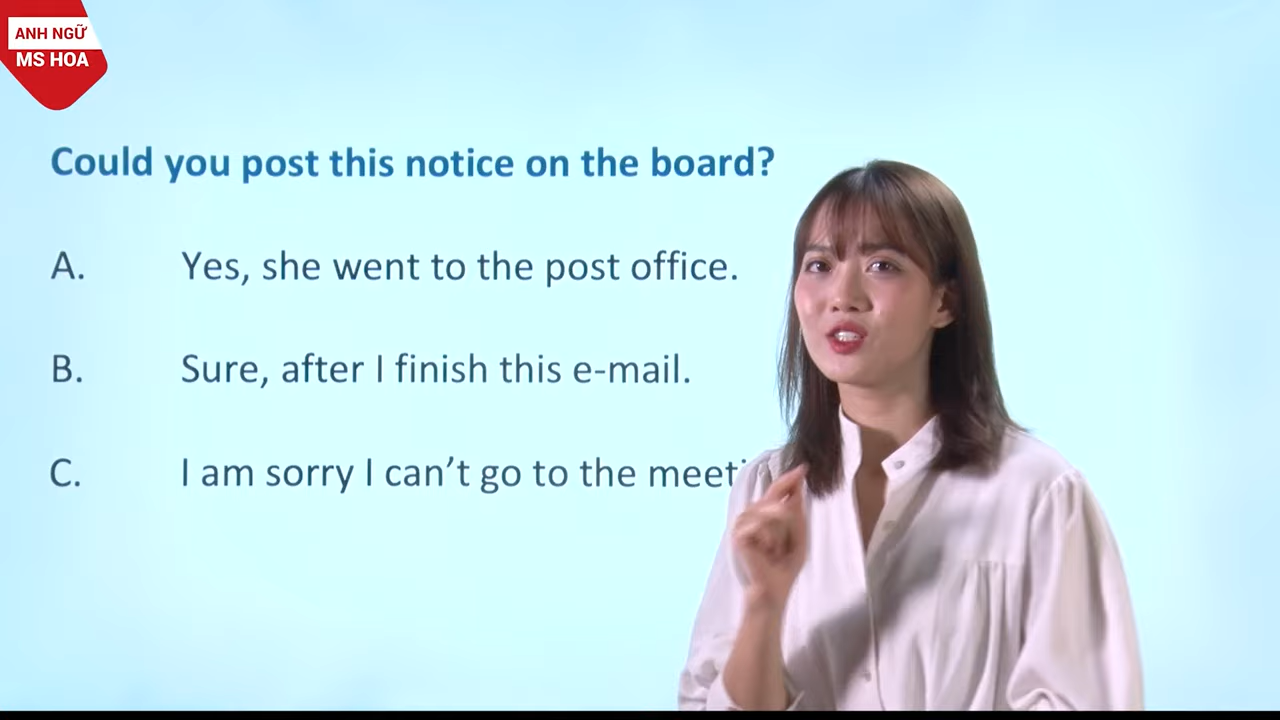 ANH NGỮ
MS HOA
Could you post this notice on the board?
A. Yes, she went to the post office.
B. Sure, after I finish this e-mail.
C. I am sorry I can't go to the